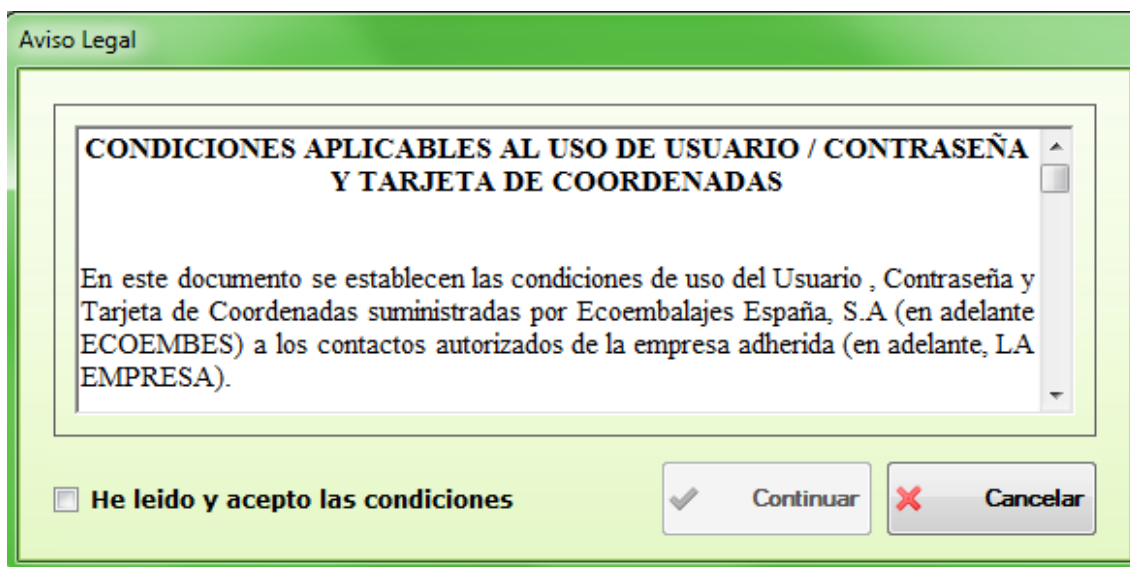 Aviso Legal
CONDICIONES APLICABLES AL USO DE USUARIO / CONTRASEÑA
Y TARJETA DE COORDENADAS
En este documento se establecen las condiciones de uso del Usuario , Contraseña y
Tarjeta de Coordenadas suministradas por Ecoembalajes España, S.A (en adelante
ECOEMBES) a los contactos autorizados de la empresa adherida (en adelante, LA
EMPRESA).
He leido y acepto las condiciones
Continuar
Cancelar